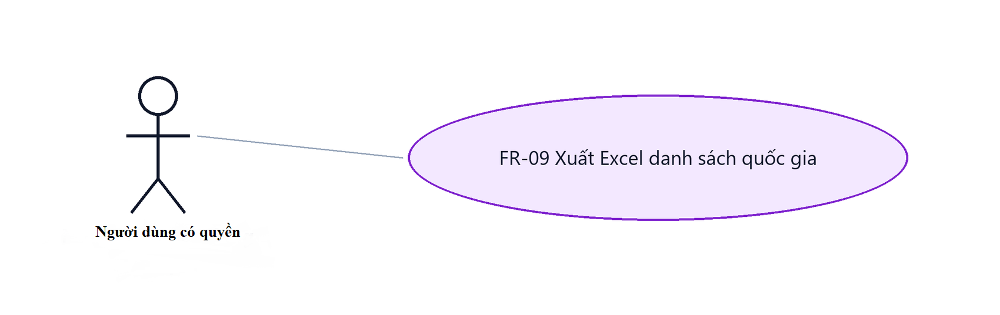 FR-09 Xuất Excel danh sách quốc gia
Người dùng có quyền